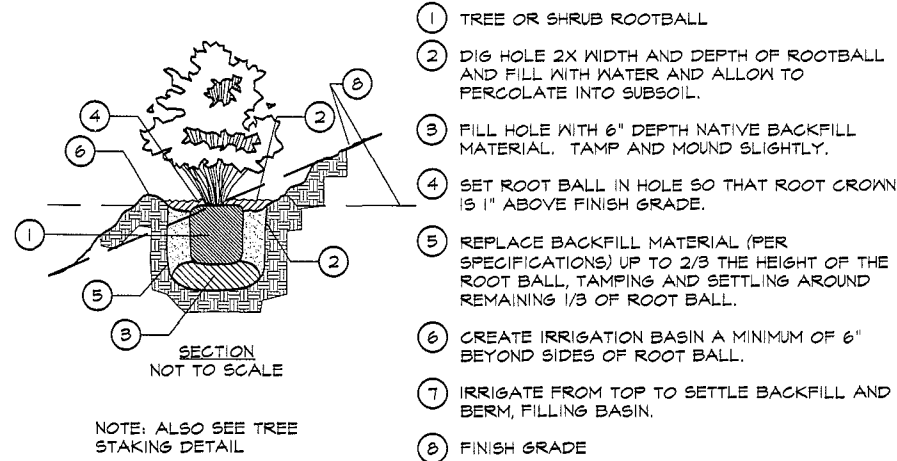 1 TREE OR SHRUB ROOTBALL
2 DIG HOLE 2X WIDTH AND DEPTH OF ROOTBALL
AND FILL WITH WATER AND ALLOW TO
PERCOLATE INTO SUBSOIL.
3 FILL HOLE WITH 6" DEPTH NATIVE BACKFILL
MATERIAL. TAMP AND MOUND SLIGHTLY.
4 SET ROOT BALL IN HOLE SO THAT ROOT CROWN
IS 1" ABOVE FINISH GRADE.
5 REPLACE BACKFILL MATERIAL (PER
SPECIFICATIONS) UP TO 2/3 THE HEIGHT OF THE
ROOT BALL, TAMPING AND SETTLING AROUND
REMAINING 1/3 OF ROOT BALL.
6 CREATE IRRIGATION BASIN A MINIMUM OF 6"
BEYOND SIDES OF ROOT BALL.
7 IRRIGATE FROM TOP TO SETTLE BACKFILL AND
BERM, FILLING BASIN.
8 FINISH GRADE
8
4
2
6
1
2
5
3
SECTION
NOT TO SCALE
NOTE: ALSO SEE TREE
STAKING DETAIL